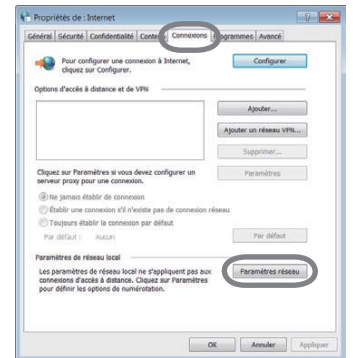 Propriétés de : Internet
Général Sécurité Confidentialité Contenu Connexions Programmes Avancé
Pour configurer une connexion à Internet,
cliquez sur Configurer.
Configurer
Options d'accès à distance et de VPN
Ajouter...
Ajouter un réseau VPN...
Supprimer...
Cliquez sur Paramètres si vous devez configurer un
serveur proxy pour une connexion.
Paramètres
Ne jamais établir de connexion
Établir une connexion s'il n'existe pas de connexion réseau
Toujours établir la connexion par défaut
Par défaut : Aucun
Par défaut
Paramètres de réseau local
Les paramètres de réseau local ne s'appliquent pas aux
connexions d'accès à distance. Cliquez sur Paramètres
pour définir les options de numérotation.
Paramètres réseau
OK Annuler Appliquer